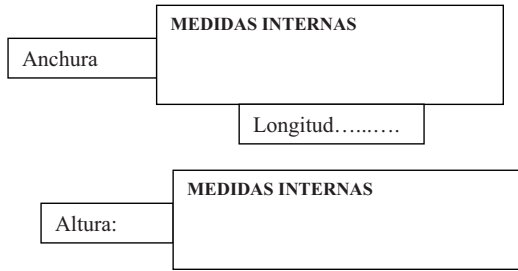 MEDIDAS INTERNAS
Anchura
Longitud…...….
MEDIDAS INTERNAS
Altura: